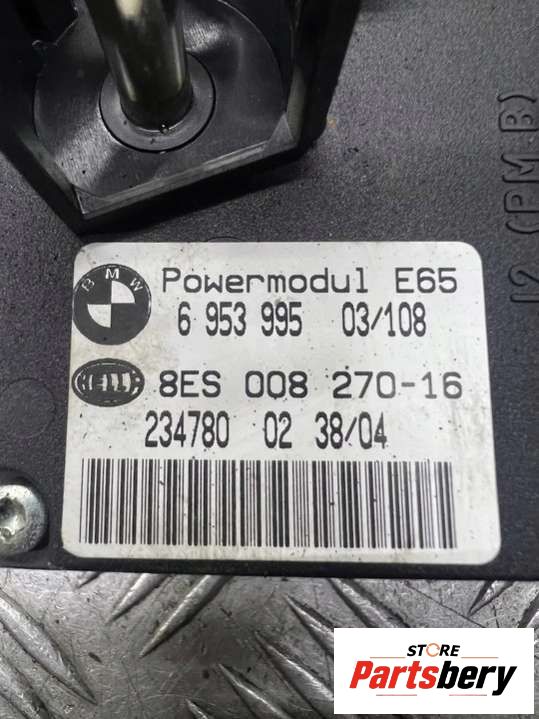 12 (PM B)
BMW
Powermodul E65
6 953 995 03/108
HELLA
8ES 008 270-16
234780 02 38/04
STORE
Partsbery